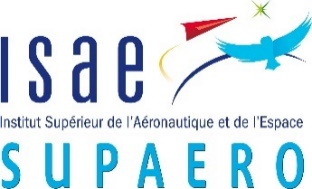 isae
Institut Supérieur de l'Aéronautique et de l'Espace
SUPAERO